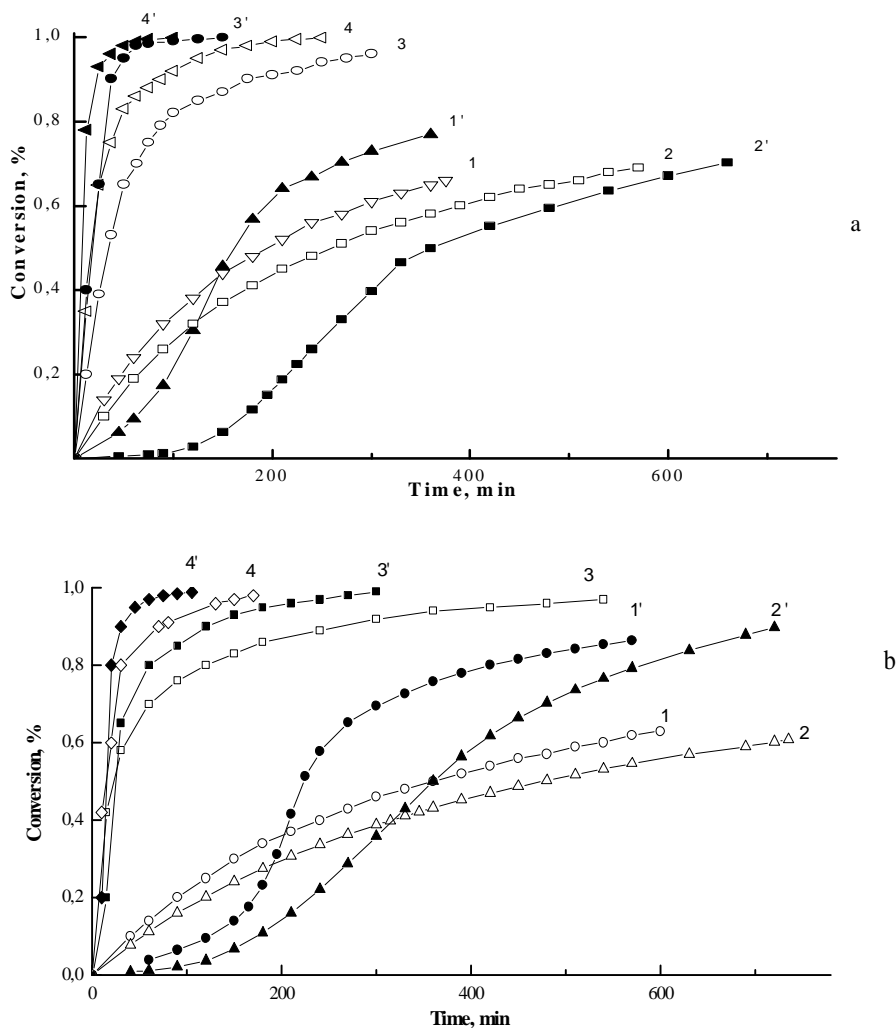 4' 3' 4
3
1,0
0,8
1'
1
2 2'
0,6
a
0,4
0,2
200 400 600
Conversion, %
Time, min
4' 4 3' 3
1,0
1' 2'
0,8
b
0,6
1
2
0,4
0,2
0,0
0 200 400 600
Conversion, %
Time, min